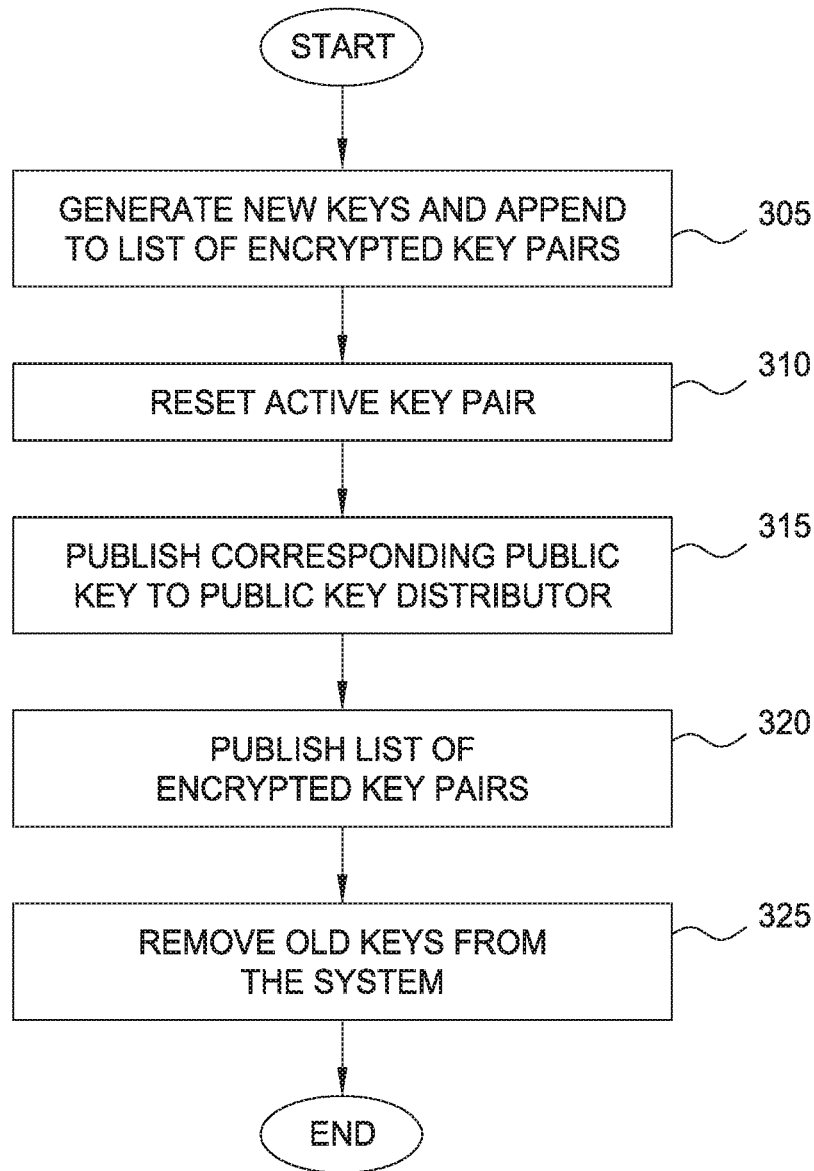 START
GENERATE NEW KEYS AND APPEND
TO LIST OF ENCRYPTED KEY PAIRS
305
RESET ACTIVE KEY PAIR
310
PUBLISH CORRESPONDING PUBLIC
KEY TO PUBLIC KEY DISTRIBUTOR
315
PUBLISH LIST OF
ENCRYPTED KEY PAIRS
320
REMOVE OLD KEYS FROM
THE SYSTEM
325
END